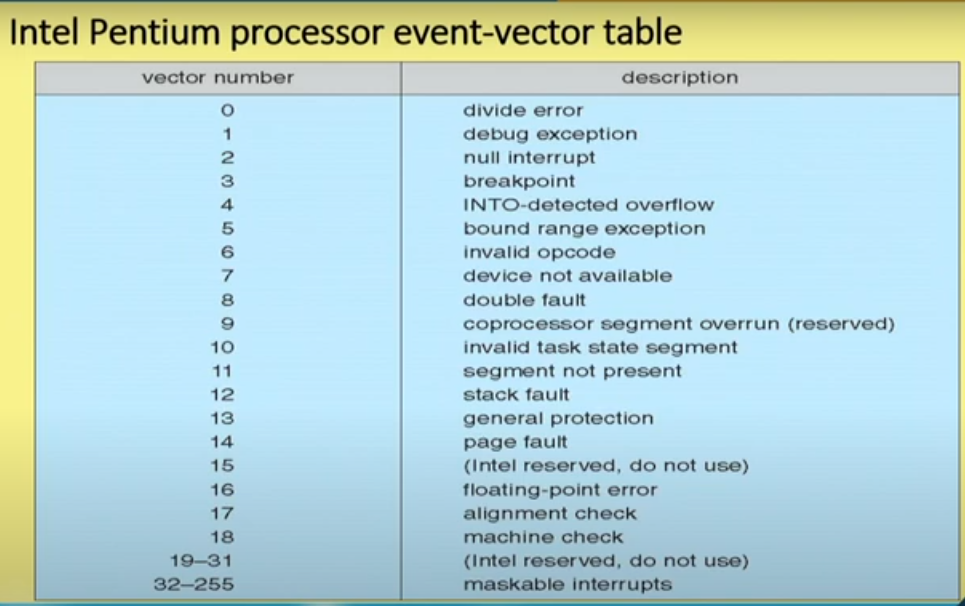 Intel Pentium processor event-vector table
vector number description
0 divide error
1 debug exception
2 null interrupt
3 breakpoint
4 INTO-detected overflow
5 bound range exception
6 invalid opcode
7 device not available
8 double fault
9 coprocessor segment overrun (reserved)
10 invalid task state segment
11 segment not present
12 stack fault
13 general protection
14 page fault
15 (Intel reserved, do not use)
16 floating-point error
17 alignment check
18 machine check
19–31 (Intel reserved, do not use)
32–255 maskable interrupts